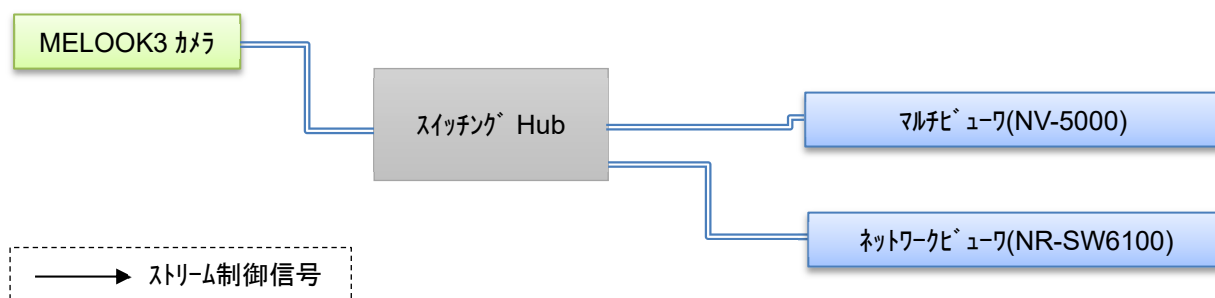 MELOOK3 ｶﾒﾗ
ｽｲｯﾁﾝｸﾞ Hub
ﾏﾙﾁﾋﾞｭｰﾜ(NV-5000)
ﾈｯﾄﾜｰｸﾋﾞｭｰﾜ(NR-SW6100)
ｽﾄﾘｰﾑ制御信号